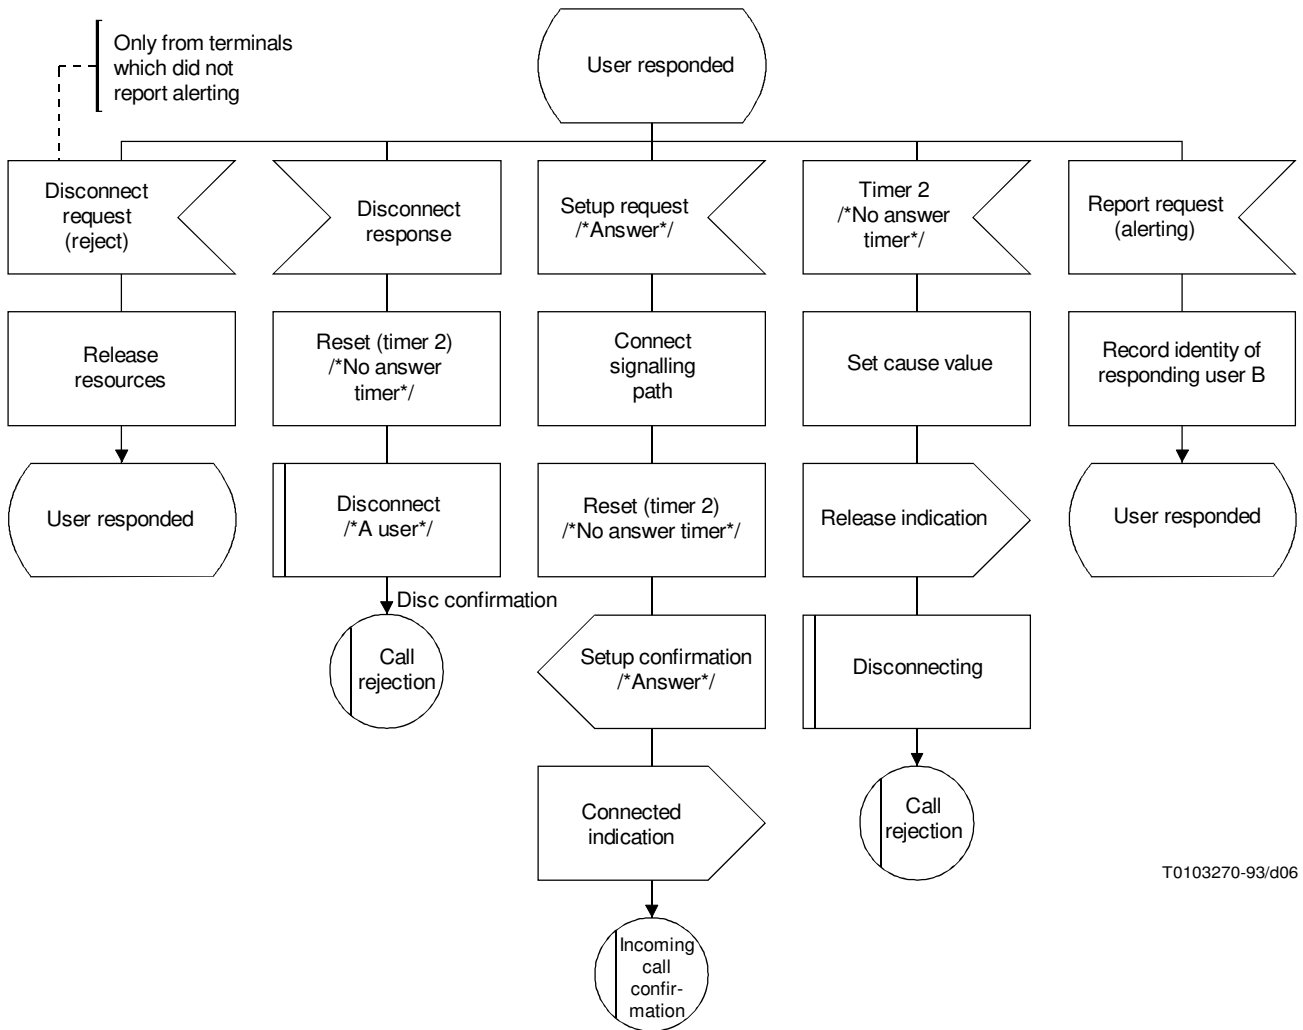 Only from terminals
which did not
report alerting
User responded
Disconnect
request
(reject)
Disconnect
response
Setup request
/*Answer*/
Timer 2
/*No answer
timer*/
Report request
(alerting)
Release
resources
Reset (timer 2)
/*No answer
timer*/
Connect
signalling
path
Set cause value
Record identity of
responding user B
User responded
Disconnect
/*A user*/
Reset (timer 2)
/*No answer timer*/
Release indication
User responded
Disc confirmation
Call
rejection
Setup confirmation
/*Answer*/
Disconnecting
Connected
indication
Call
rejection
T0103270-93/d06
Incoming
call
confir-
mation